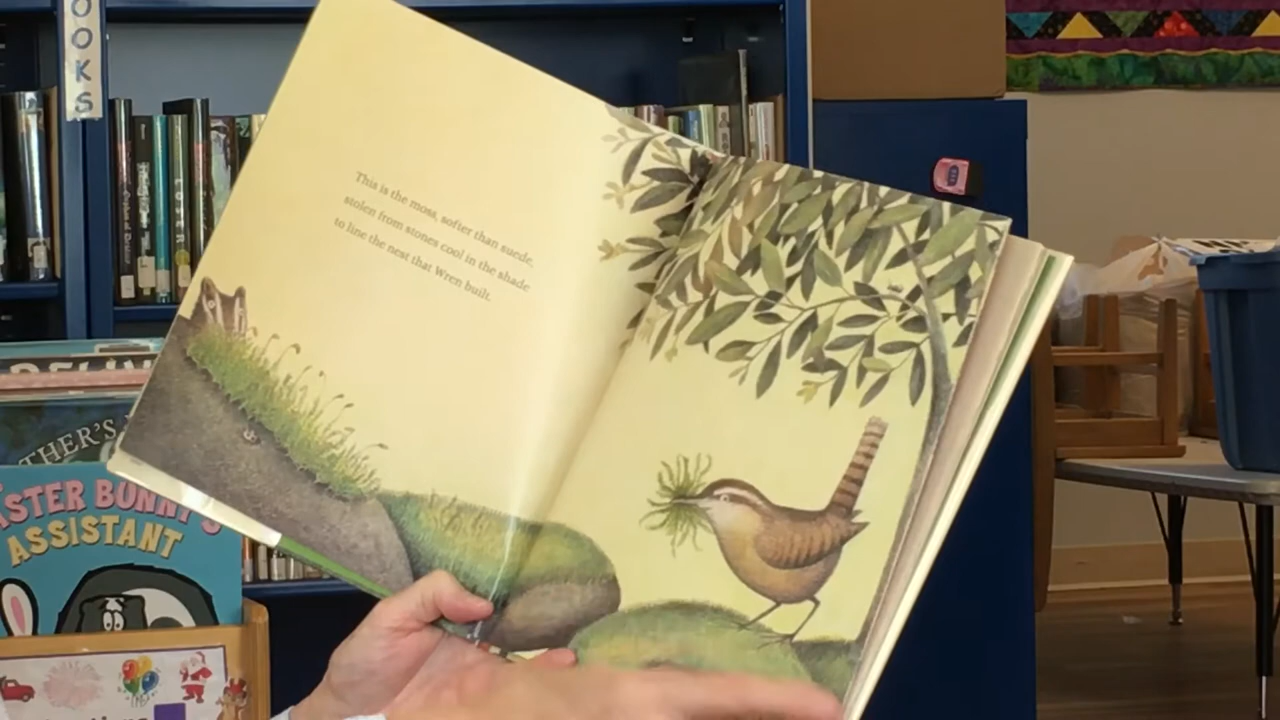 OOKS
This is the moss, softer than suede,
stolen from stones cool in the shade
to line the nest that Wren built.
THER'S
STER BUNNY'S
ASSISTANT